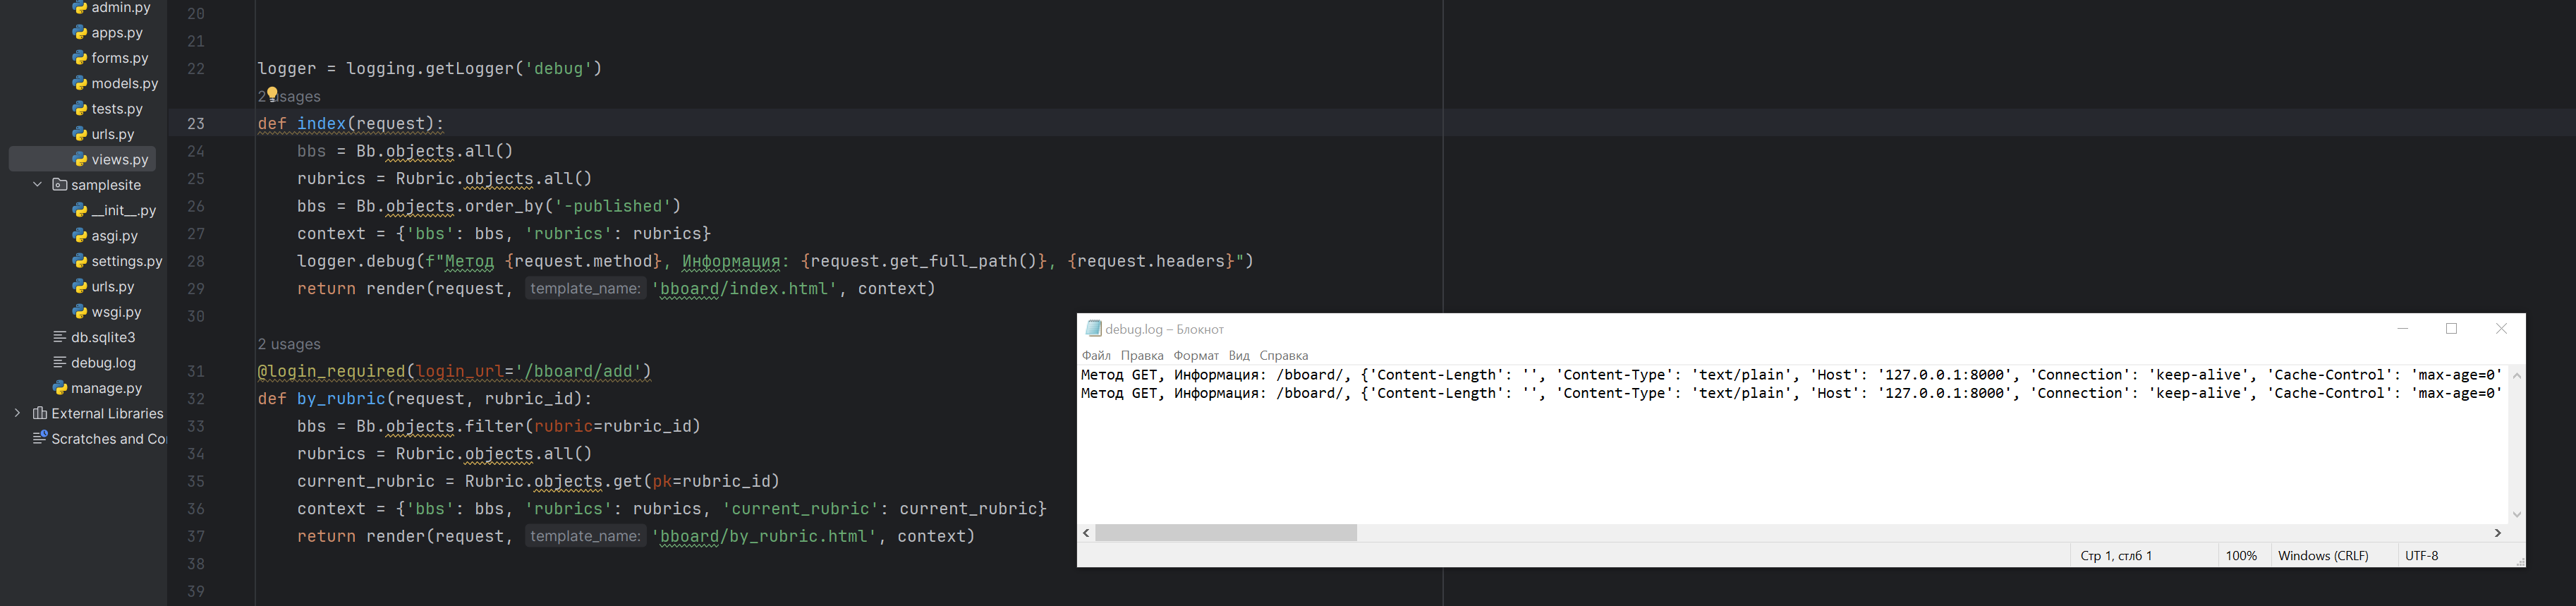 admin.py
apps.py
forms.py
models.py
tests.py
urls.py
views.py
samplesite
__init__.py
asgi.py
settings.py
urls.py
wsgi.py
db.sqlite3
debug.log
manage.py
External Libraries
Scratches and Co
20
21
22 logger = logging.getLogger('debug')
2 usages
23 def index(request):
24 bbs = Bb.objects.all()
25 rubrics = Rubric.objects.all()
26 bbs = Bb.objects.order_by('-published')
27 context = {'bbs': bbs, 'rubrics': rubrics}
28 logger.debug(f"Метод {request.method}, Информация: {request.get_full_path()}, {request.headers}")
29 return render(request, template_name: 'bboard/index.html', context)
30
2 usages
31 @login_required(login_url='/bboard/add')
32 def by_rubric(request, rubric_id):
33 bbs = Bb.objects.filter(rubric=rubric_id)
34 rubrics = Rubric.objects.all()
35 current_rubric = Rubric.objects.get(pk=rubric_id)
36 context = {'bbs': bbs, 'rubrics': rubrics, 'current_rubric': current_rubric}
37 return render(request, template_name: 'bboard/by_rubric.html', context)
38
39
debug.log – Блокнот
Файл Правка Формат Вид Справка
Метод GET, Информация: /bboard/, {'Content-Length': '', 'Content-Type': 'text/plain', 'Host': '127.0.0.1:8000', 'Connection': 'keep-alive', 'Cache-Control': 'max-age=0'
Метод GET, Информация: /bboard/, {'Content-Length': '', 'Content-Type': 'text/plain', 'Host': '127.0.0.1:8000', 'Connection': 'keep-alive', 'Cache-Control': 'max-age=0'
Стр 1, стлб 1 100% Windows (CRLF) UTF-8